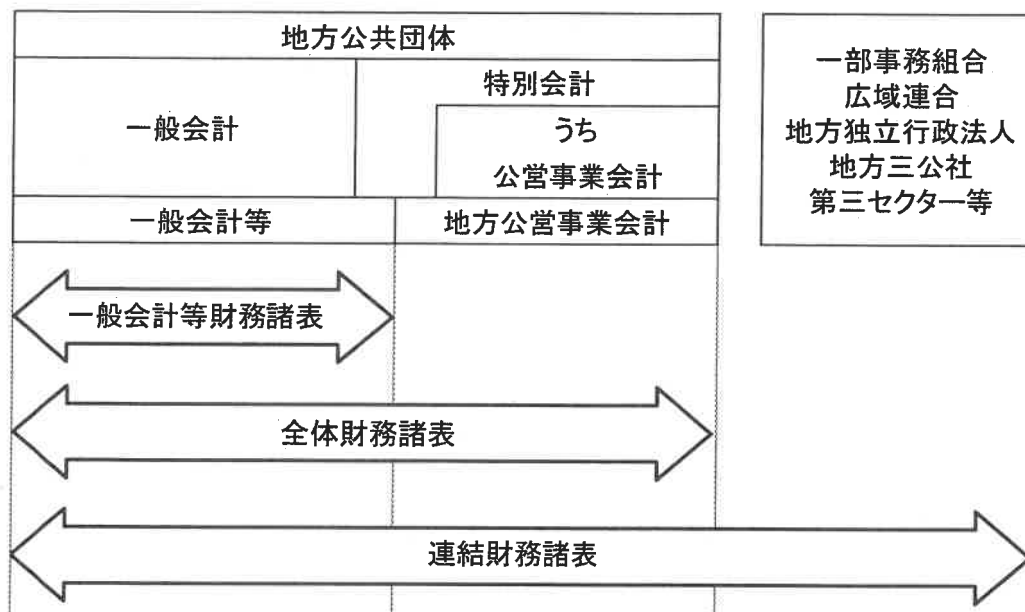 地方公共団体
一般会計
特別会計
うち
公営事業会計
一般会計等
地方公営事業会計
一部事務組合
広域連合
地方独立行政法人
地方三公社
第三セクター等
一般会計等財務諸表
全体財務諸表
連結財務諸表